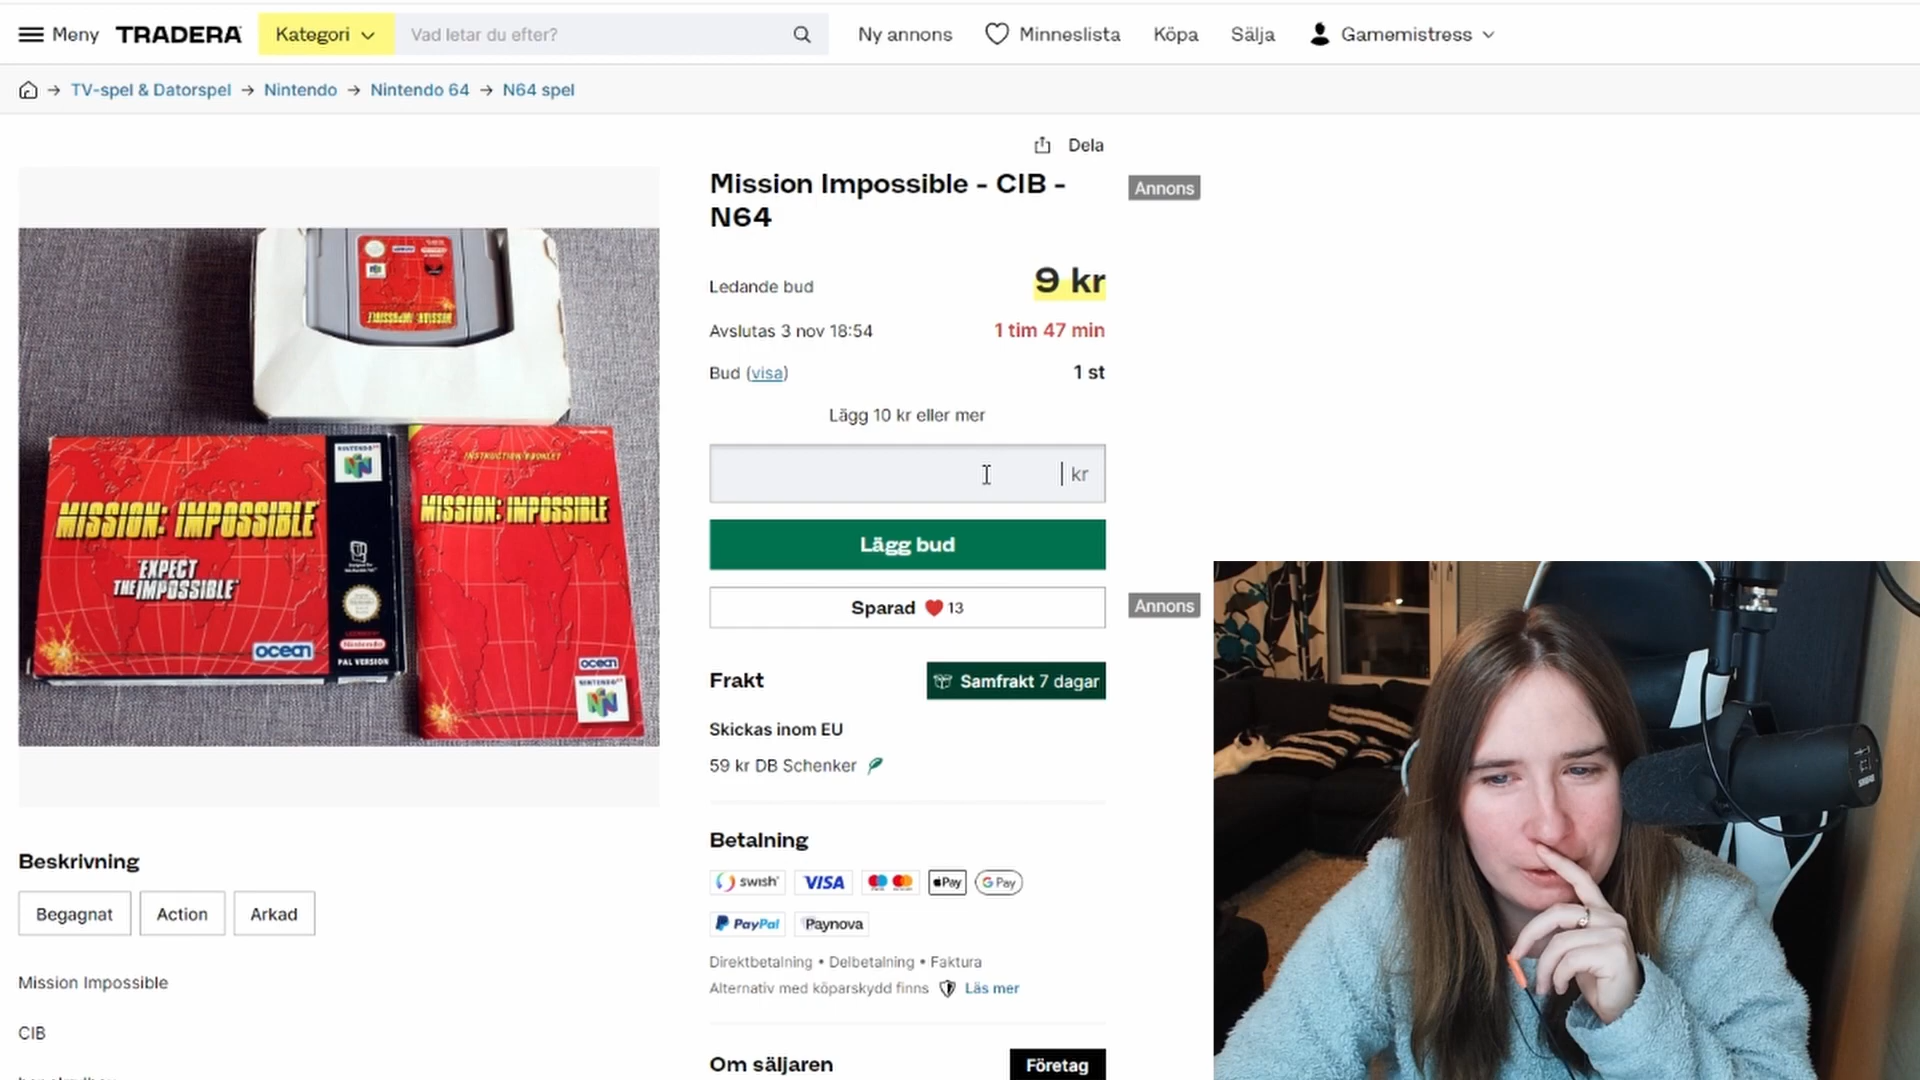 Meny TRADERA Kategori Vad letar du efter? Ny annons Minneslista Köpa Sälja Gamemistress
TV-spel & Datorspel → Nintendo → Nintendo 64 → N64 spel
Dela
Mission Impossible - CIB -
N64
Annons
Ledande bud 9 kr
Avslutas 3 nov 18:54 1 tim 47 min
Bud (visa) 1 st
Lägg 10 kr eller mer
kr
Lägg bud
Sparad 13
Annons
Frakt Samfrakt 7 dagar
Skickas inom EU
59 kr DB Schenker
Betalning
swish VISA Pay G Pay
PayPal Paynova
Direktbetalning • Delbetalning • Faktura
Alternativ med köparskydd finns Läs mer
Om säljaren Företag
MISSION: IMPOSSIBLE
NINTENDO
MISSION: IMPOSSIBLE
EXPECT
THE IMPOSSIBLE
ocean
Nintendo
PAL VERSION
INSTRUCTION BOOKLET
MISSION: IMPOSSIBLE
ocean
NINTENDO
Beskrivning
Begagnat Action Arkad
Mission Impossible
CIB